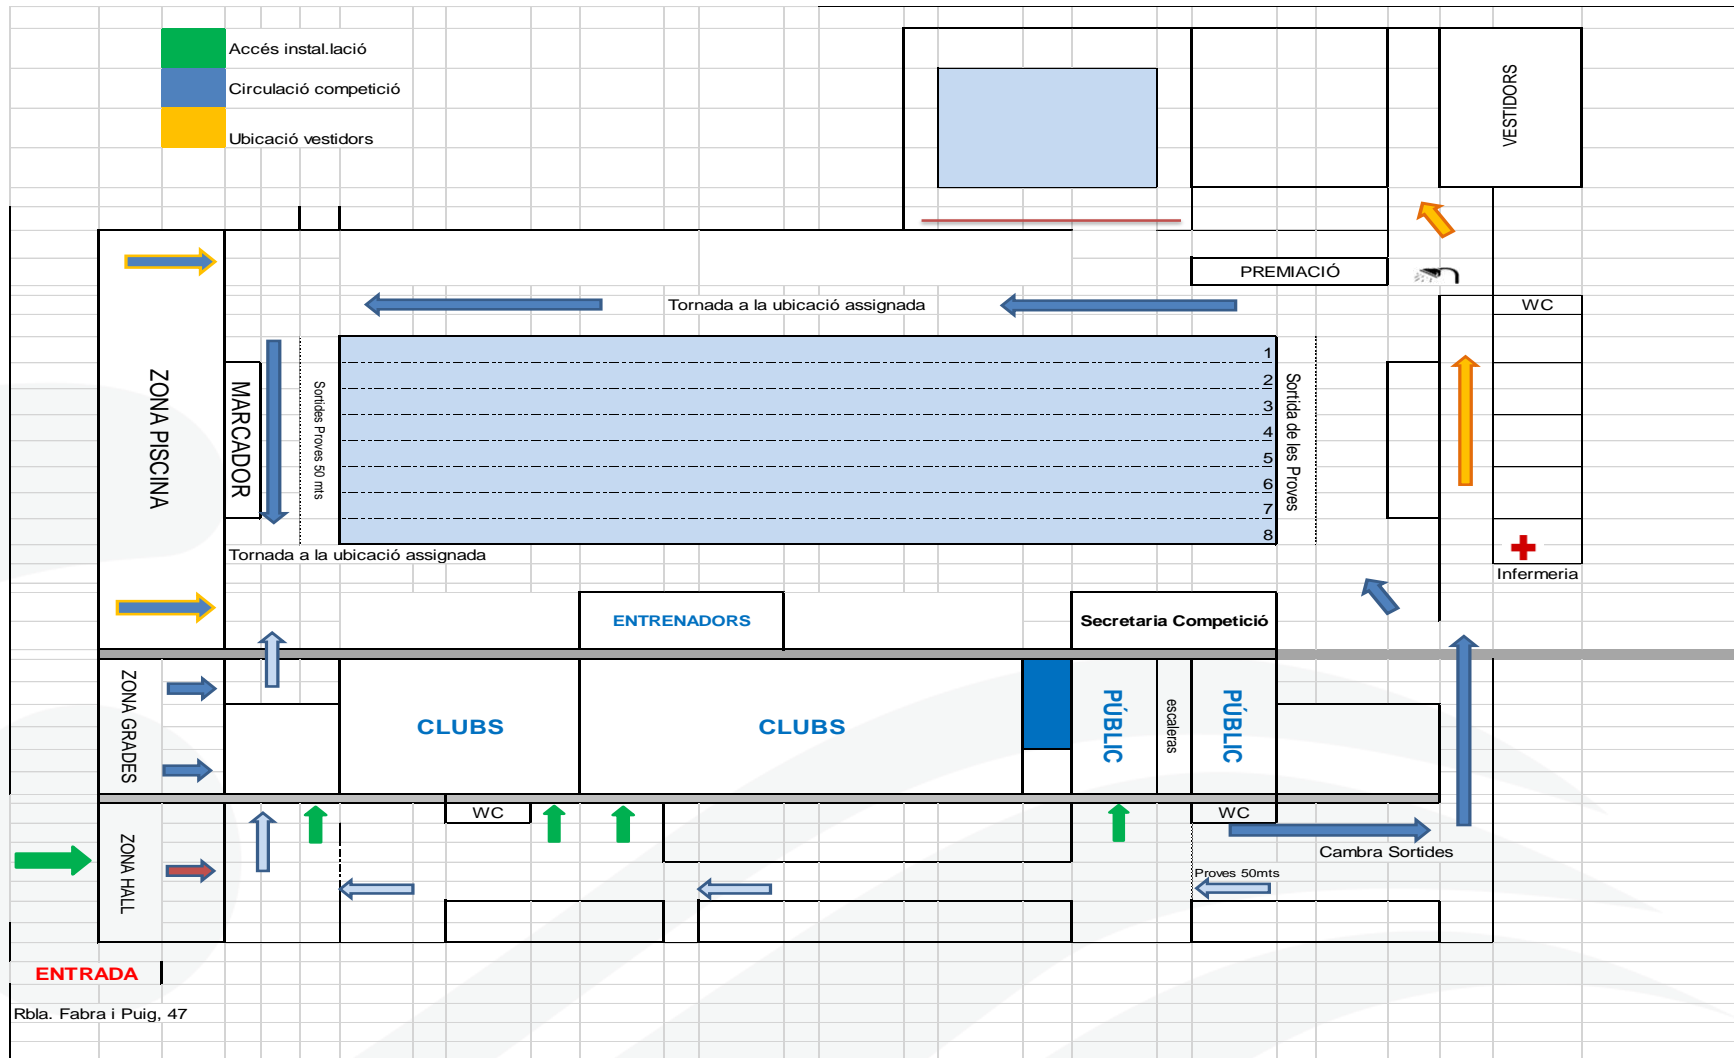 Accés instal.lació
Circulació competició
Ubicació vestidors
VESTIDORS
PREMIACÓ
WC
Tornada a la ubicació assignada
ZONA PISCINA
MARCADOR
Sortides Proves 50 mts
1
2
3
4
5
6
7
8
Sortida de les Proves
Tornada a la ubicació assignada
Infermeria
ENTRENADORS
Secretaria Competició
ZONA GRADES
CLUBS
CLUBS
PÚBLIC
escaleras
PÚBLIC
WC
WC
ZONA HALL
Cambra Sortides
Proves 50mts
ENTRADA
Rbla. Fabra i Puig, 47